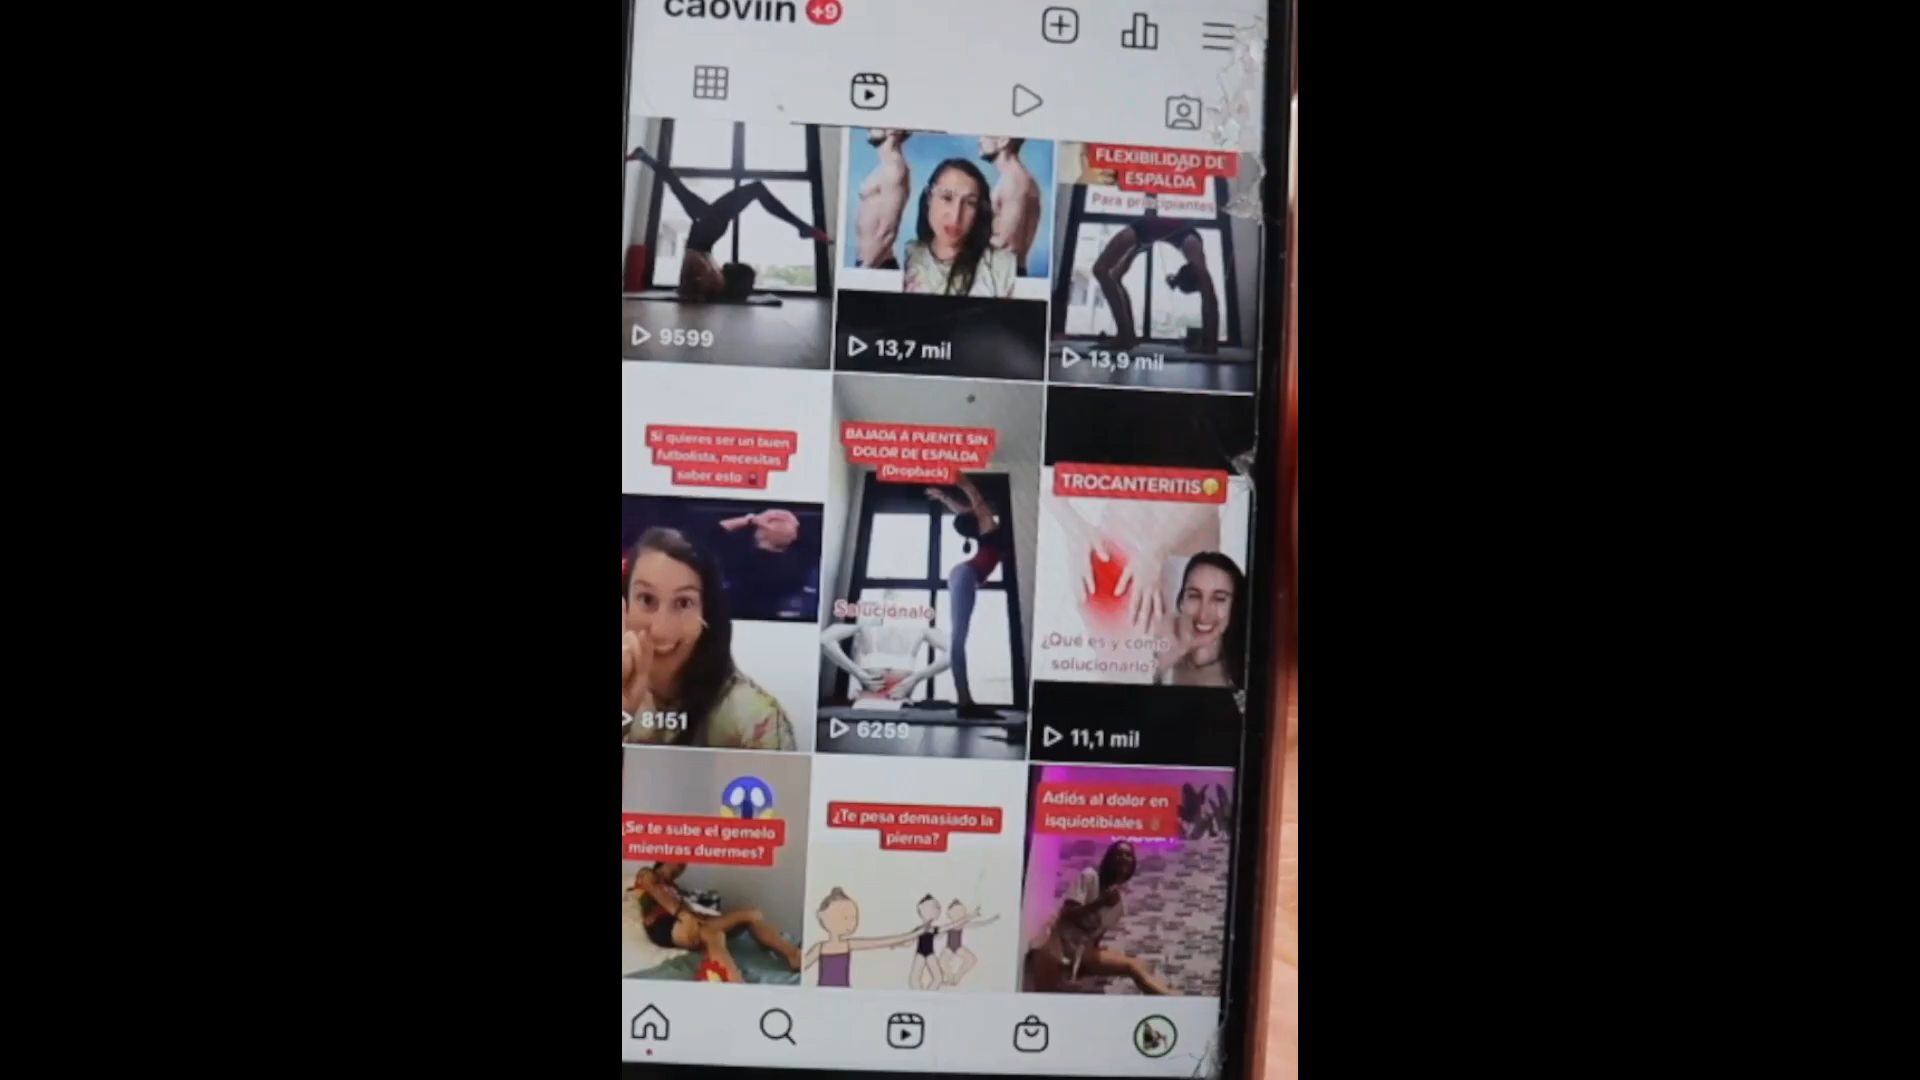 caoviin +9
FLEXIBILIDAD DE
ESPALDA
Para principiantes
9599
13,7 mil
13,9 mil
Si quieres ser un buen
futbolista, necesitas
saber esto
8151
BAJADA A PUENTE SIN
DOLOR DE ESPALDA
(Dropback)
Solucionalo
6259
TROCANTERITIS
¿Qué es y cómo
solucionarlo?
11,1 mil
¿Se te sube el gemelo
mientras duermes?
¿Te pesa demasiado la
pierna?
Adiós al dolor en
isquiotibiales